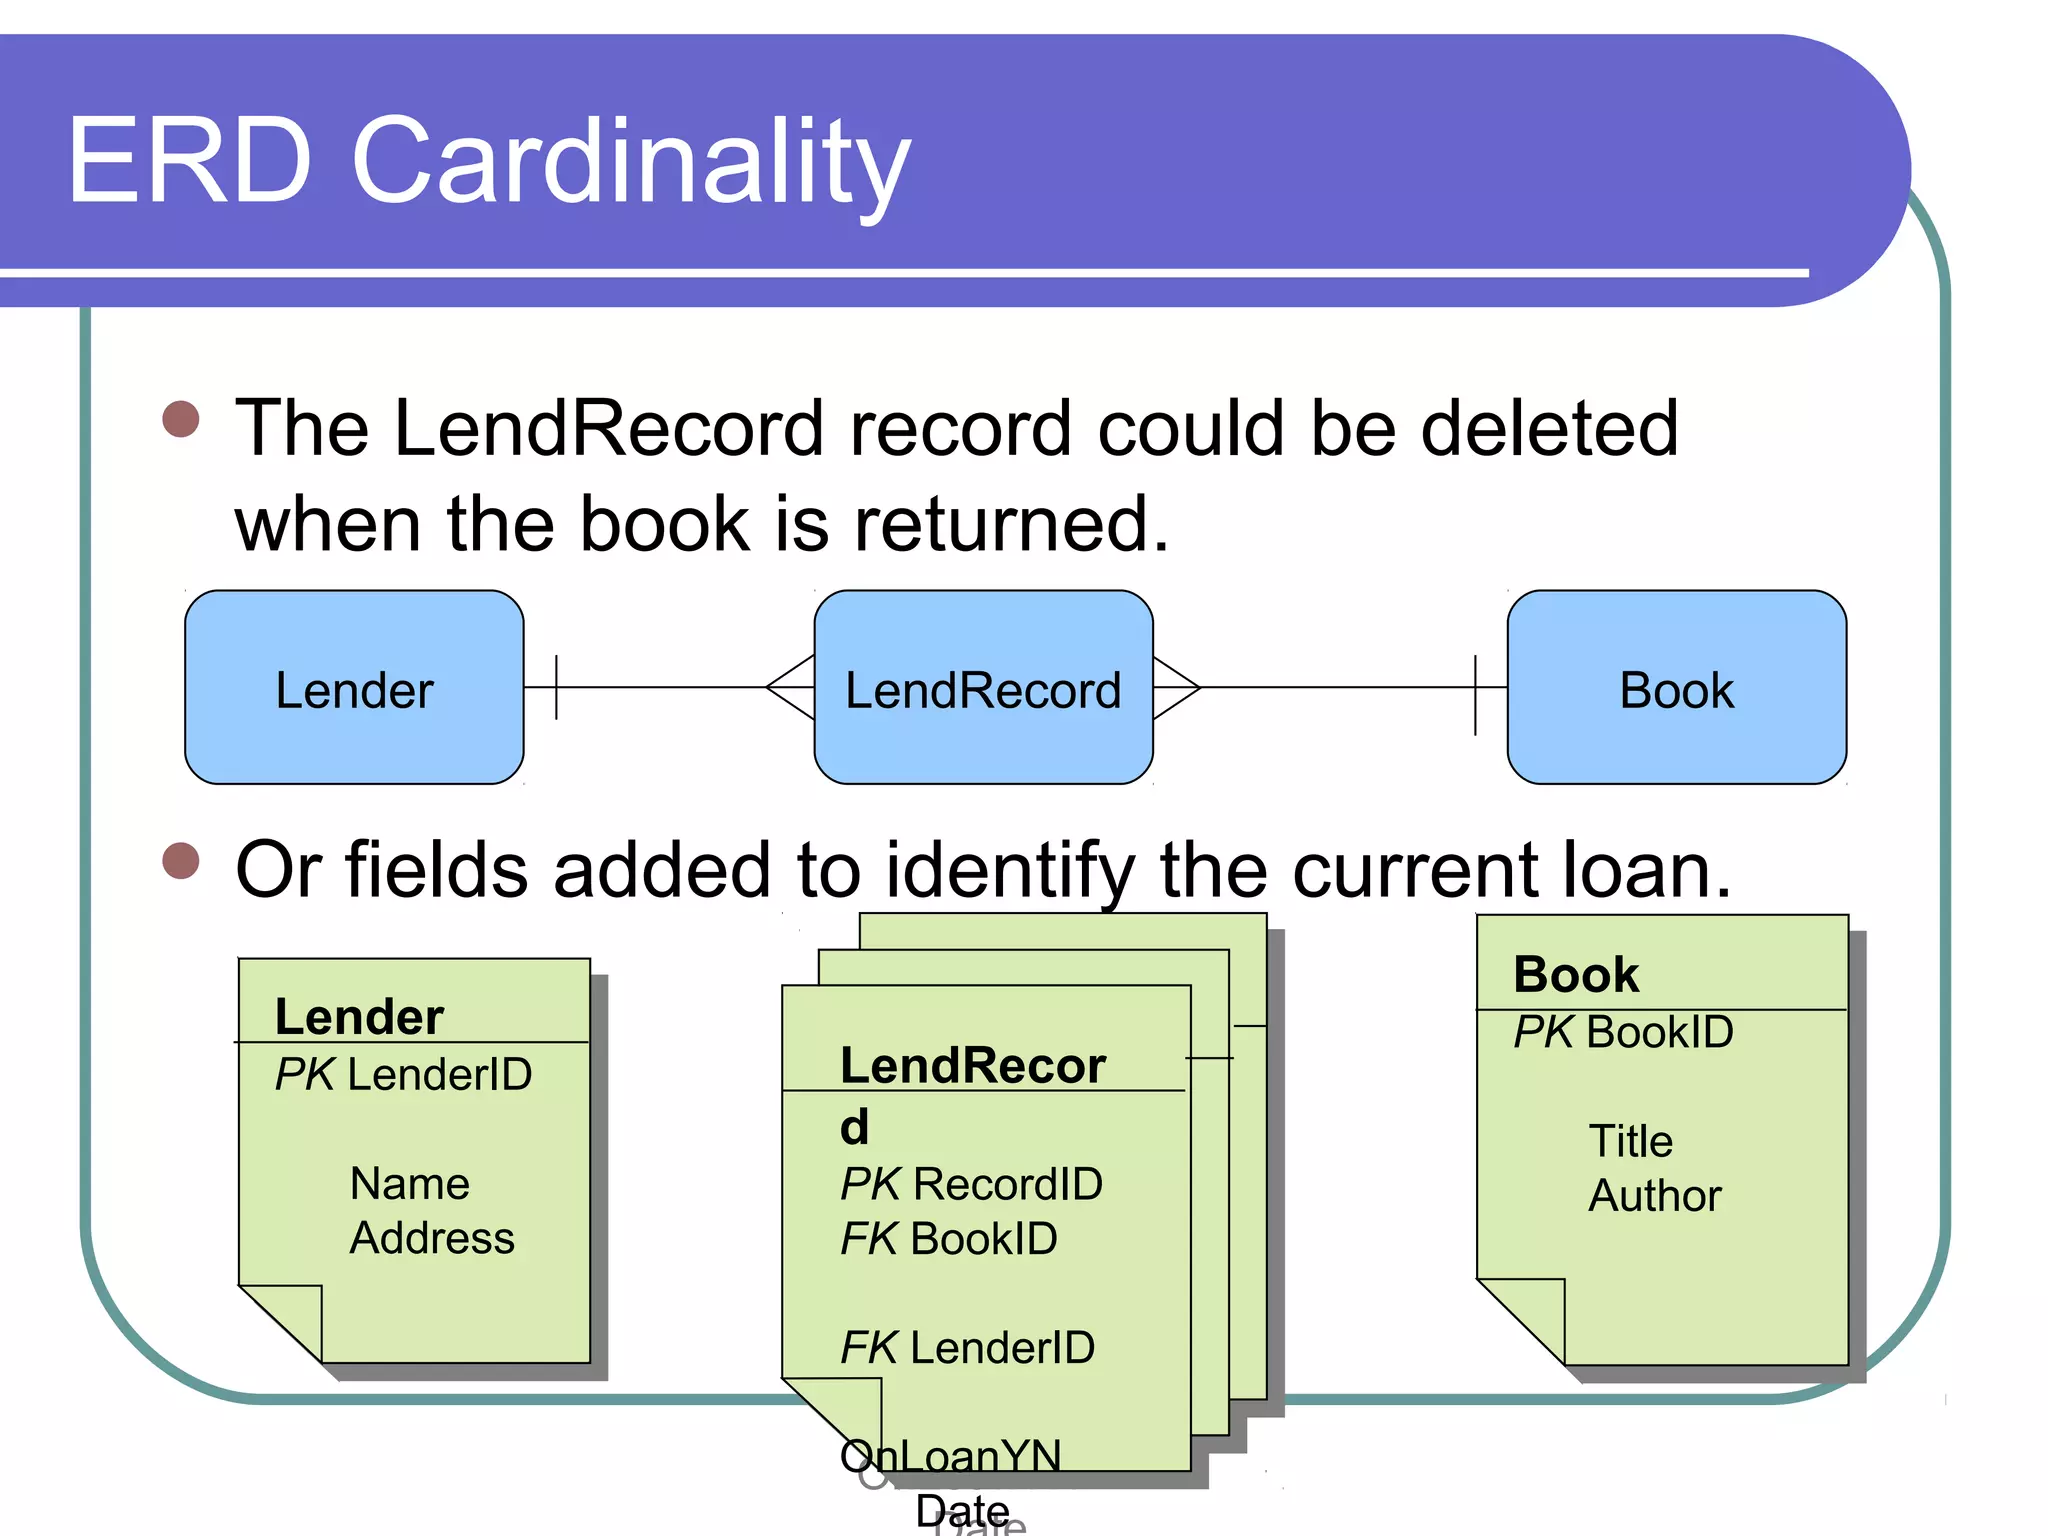 ERD Cardinality
The LendRecord record could be deleted
when the book is returned.
Lender
LendRecord
Book
Or fields added to identify the current loan.
Lender
PK LenderID
Name
Address
LendRecor
d
PK RecordID
FK BookID
FK LenderID
OnLoanYN
Date
Book
PK BookID
Title
Author